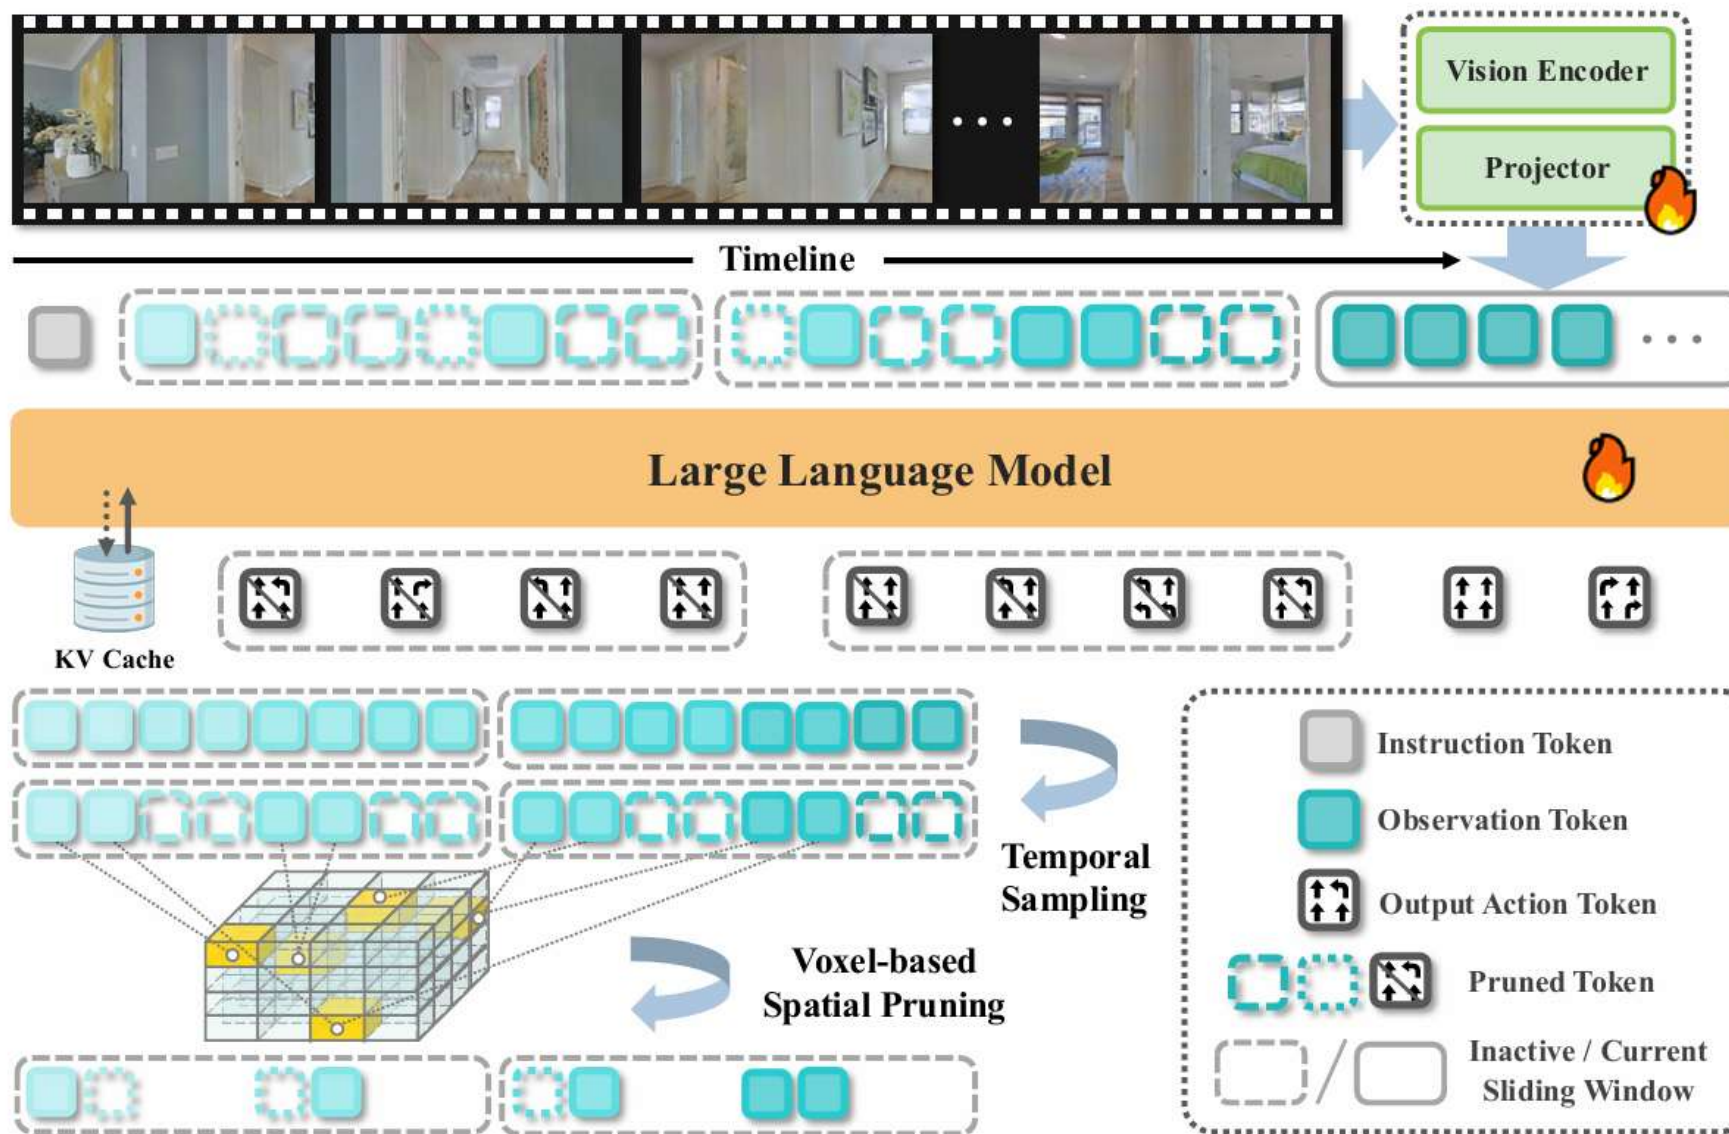 Vision Encoder
Projector
Timeline
Large Language Model
KV Cache
Temporal
Sampling
Voxel-based
Spatial Pruning
Instruction Token
Observation Token
Output Action Token
Pruned Token
Inactive / Current
Sliding Window